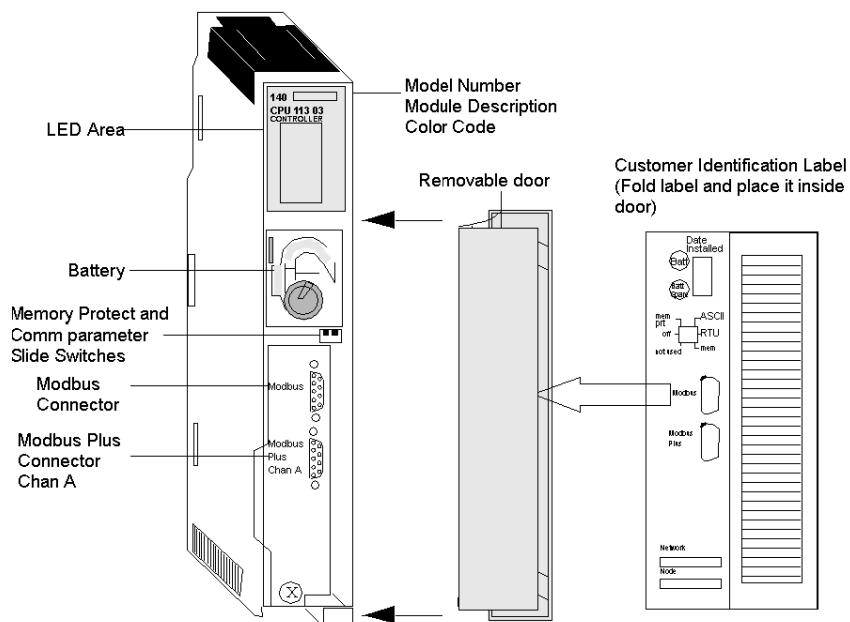 140
CPU 113 03
CONTROLLER
Model Number
Module Description
Color Code
LED Area
Removable door
Customer Identification Label
(Fold label and place it inside
door)
Battery
Memory Protect and
Comm parameter
Slide Switches
Modbus
Connector
Modbus
Modbus Plus
Connector
Chan A
Modbus
Plus
Chan A
X
Date
Installed
Batt
Batt
Spare
mem
prt
ASCII
off
RTU
not used
mem
Modbus
Modbus
Plus
Network
Node